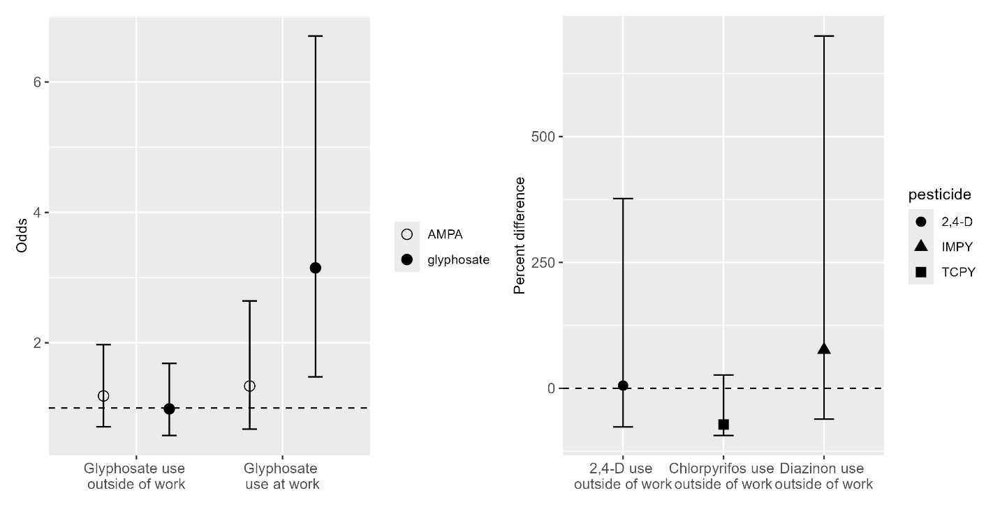 Odds
6
4
2
Glyphosate use
outside of work
Glyphosate
use at work
AMPA
glyphosate
Percent difference
500
250
0
2,4-D use
outside of work
Chlorpyrifos use
outside of work
Diazinon use
outside of work
pesticide
2,4-D
IMPY
TCPY